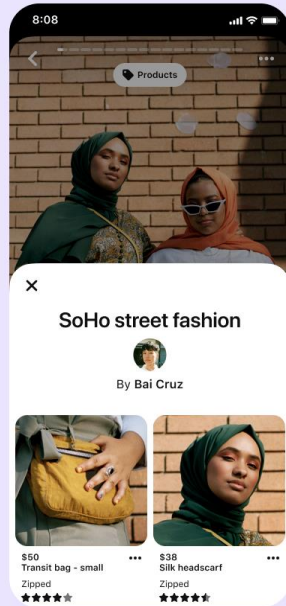 8:08
Products
SoHo street fashion
By Bai Cruz
$50
Transit bag - small
Zipped
$38
Silk headscarf
Zipped